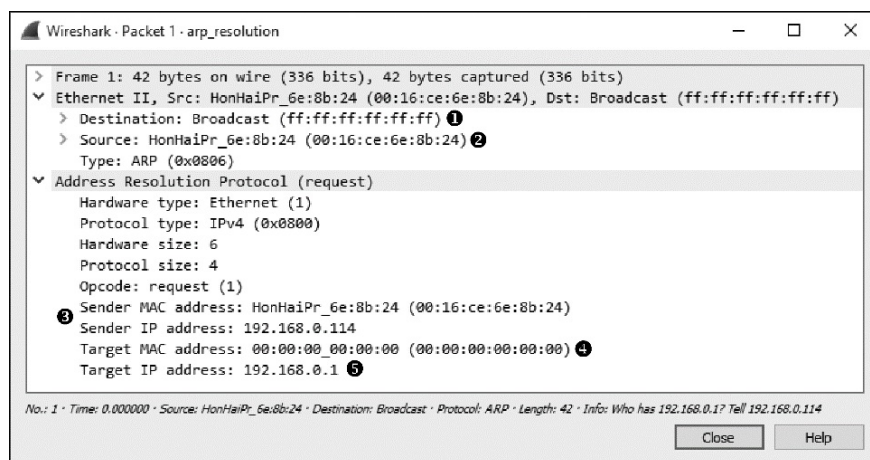 Wireshark · Packet 1 · arp_resolution
> Frame 1: 42 bytes on wire (336 bits), 42 bytes captured (336 bits)
Ethernet II, Src: HonHaiPr_6e:8b:24 (00:16:ce:6e:8b:24), Dst: Broadcast (ff:ff:ff:ff:ff:ff)
> Destination: Broadcast (ff:ff:ff:ff:ff:ff) ❶
> Source: HonHaiPr_6e:8b:24 (00:16:ce:6e:8b:24) ❷
Type: ARP (0x0806)
Address Resolution Protocol (request)
Hardware type: Ethernet (1)
Protocol type: IPv4 (0x0800)
Hardware size: 6
Protocol size: 4
Opcode: request (1)
❸ Sender MAC address: HonHaiPr_6e:8b:24 (00:16:ce:6e:8b:24)
Sender IP address: 192.168.0.114
Target MAC address: 00:00:00_00:00:00 (00:00:00:00:00:00) ❹
Target IP address: 192.168.0.1 ❺
No.: 1 · Time: 0.000000 · Source: HonHaiPr_6e:8b:24 · Destination: Broadcast · Protocol: ARP · Length: 42 · Info: Who has 192.168.0.1? Tell 192.168.0.114
Close Help